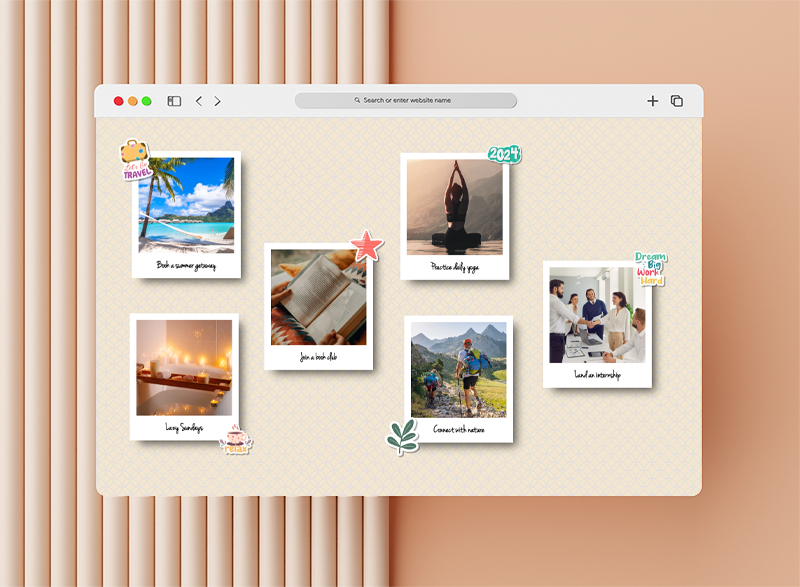 Search or enter website name
Let's Go
TRAVEL
Book a summer getaway
2024
Practice daily yoga
Join a book club
Dream
Big
Work
Hard
Land an internship
Lazy Sundays
relax
Connect with nature